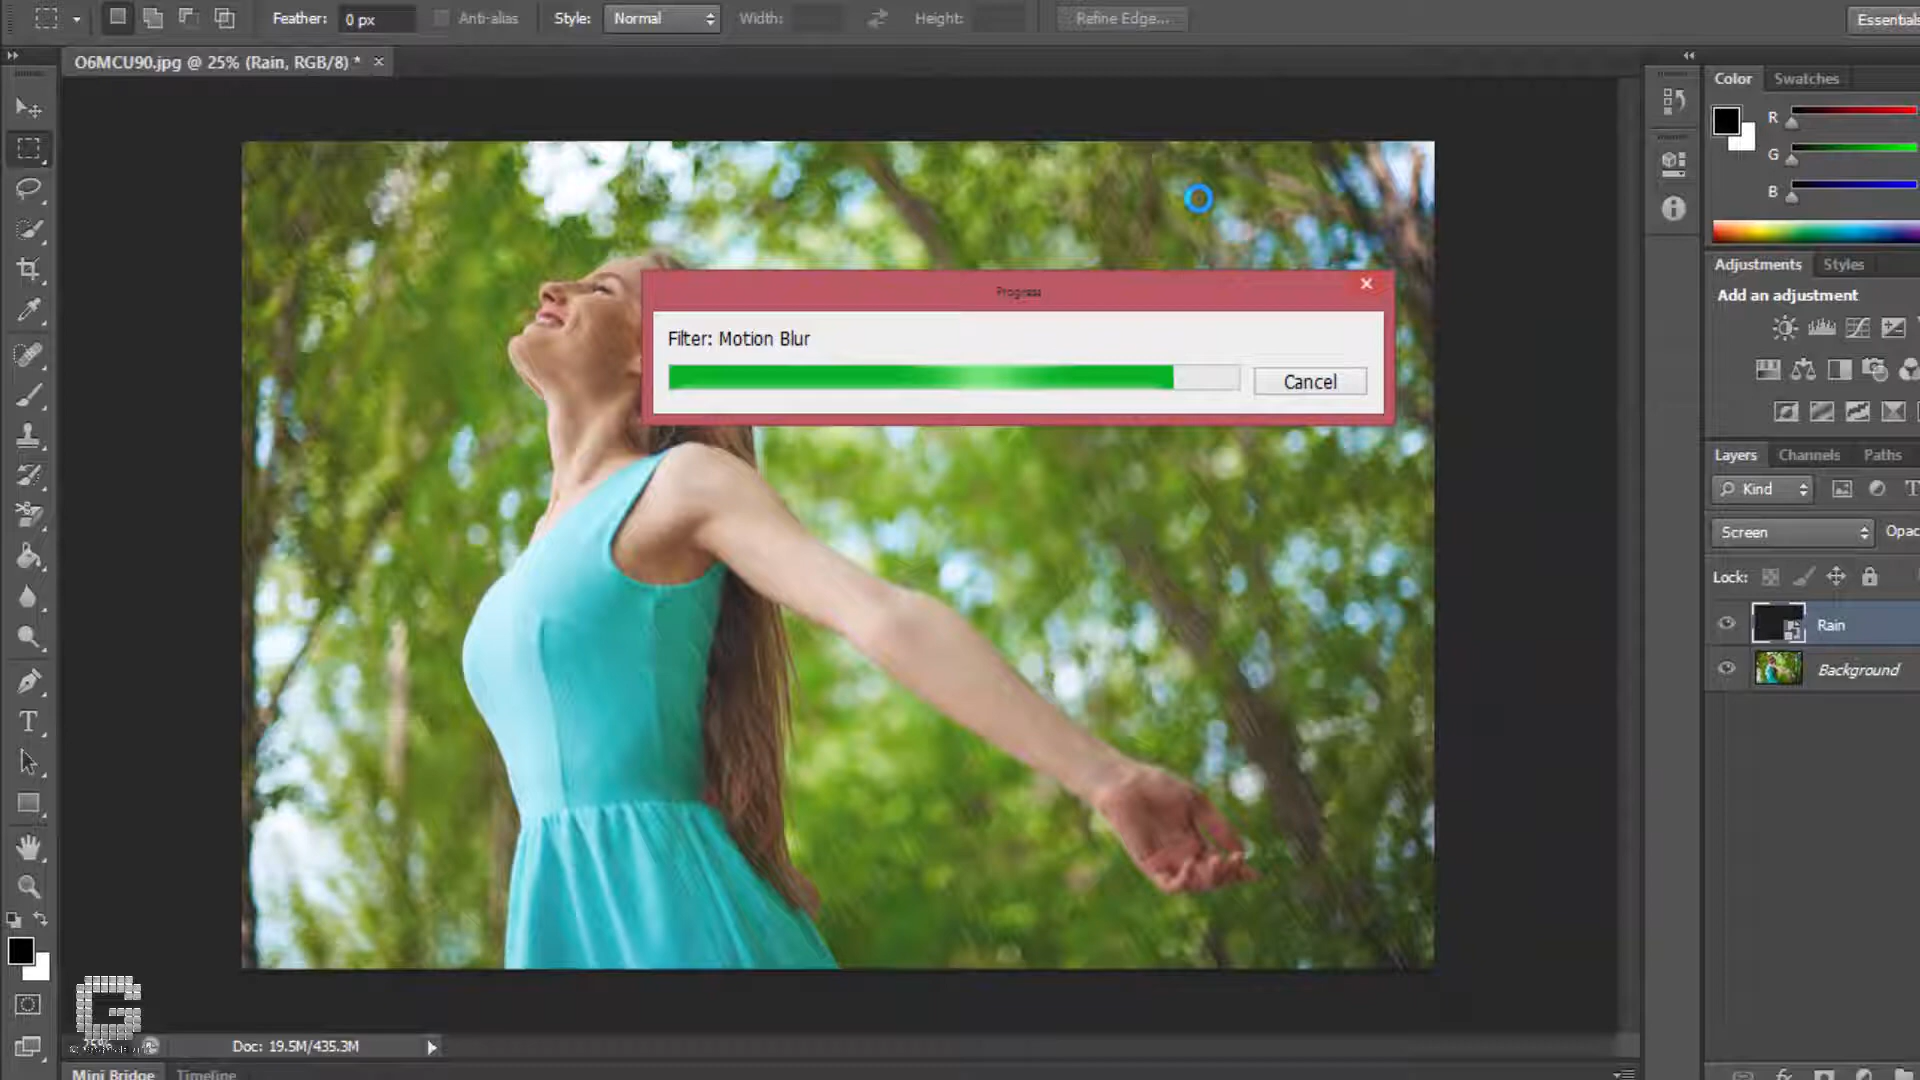 Feather: 0 px Anti-alias Style: Normal Width: Height: Refine Edge... Essentials
O6MCU90.jpg @ 25% (Rain, RGB/8) * ×
Color Swatches
R
G
B
Adjustments Styles
Add an adjustment
Progress
Filter: Motion Blur
Cancel
Layers Channels Paths
Kind
Screen Opac
Lock:
Rain
Background
G
25% Doc: 19.5M/435.3M
Mini Bridge Timeline